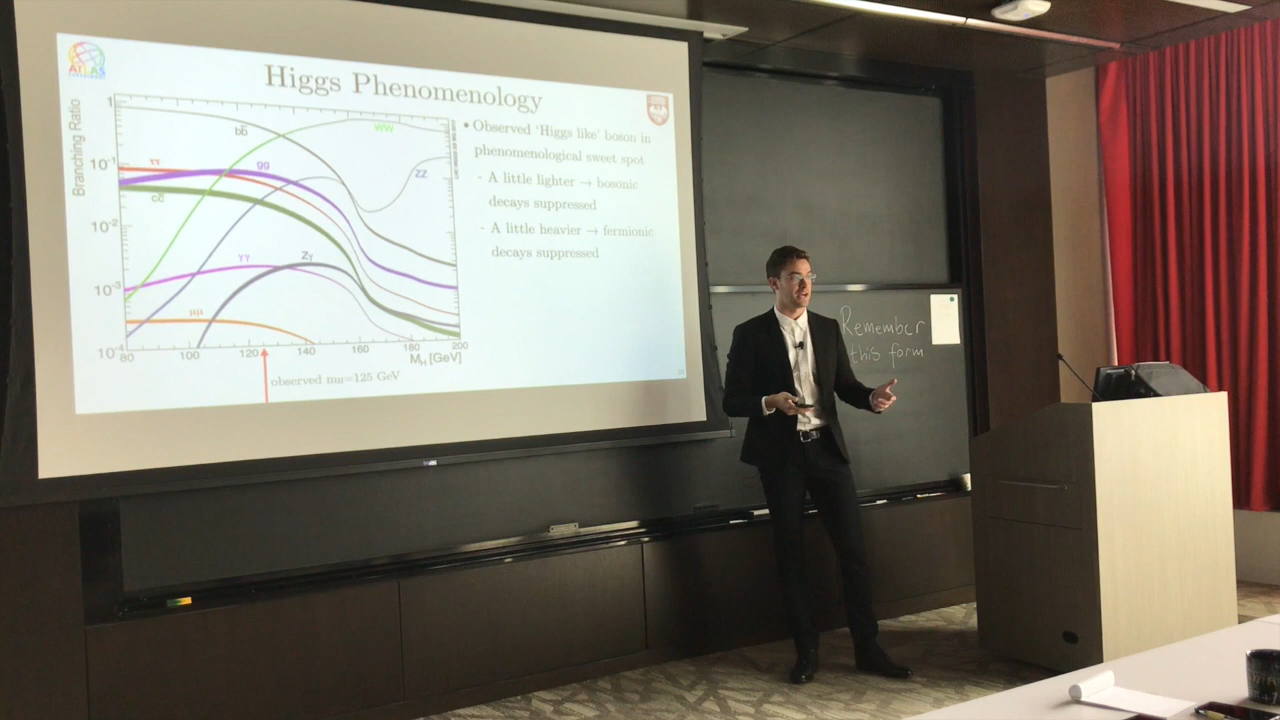 ATLAS
Higgs Phenomenology
Branching Ratio
1
10⁻¹
10⁻²
10⁻³
10⁻⁴
bb̄
WW
ττ
gg
ZZ
cc̄
γγ
Zγ
μμ
80
100
120
140
160
180
200
M_H [GeV]
observed m_H=125 GeV
• Observed ‘Higgs like’ boson in
phenomenological sweet spot
- A little lighter → bosonic
decays suppressed
- A little heavier → fermionic
decays suppressed
Remember
this form